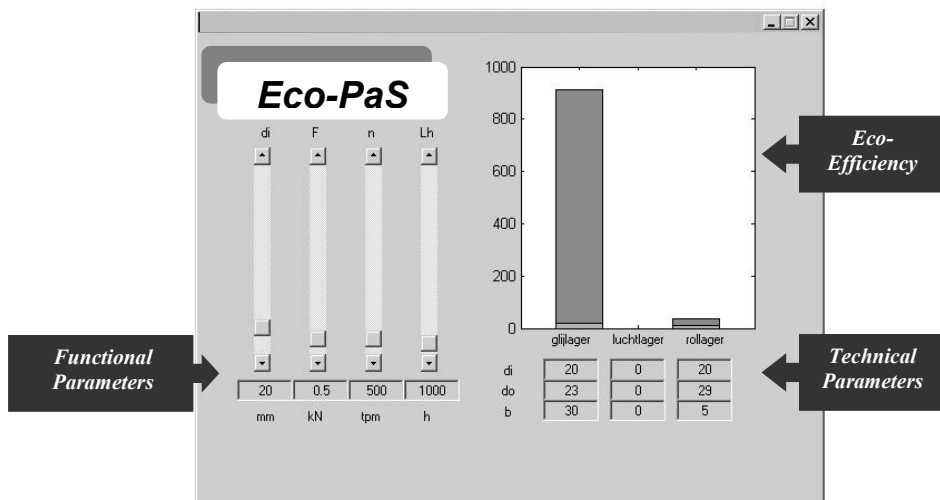 Eco-PaS
di F n Lh
20 0.5 500 1000
mm kN tpm h
Functional
Parameters
1000
800
600
400
200
0
glijlager luchtlager rollager
di 20 0 20
do 23 0 29
b 30 0 5
Eco-
Efficiency
Technical
Parameters